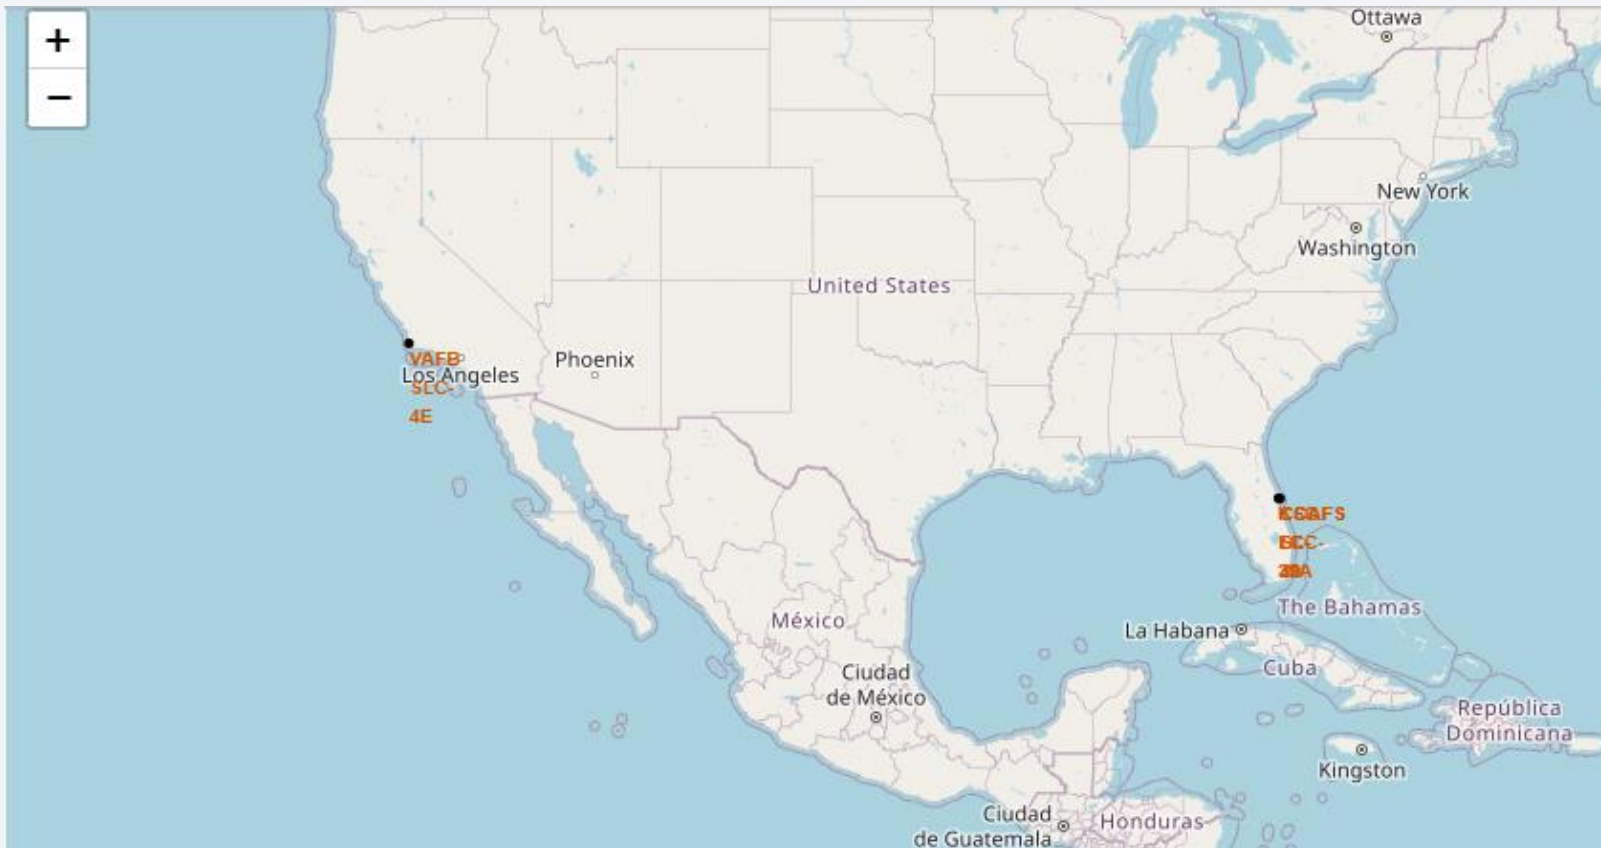 +
−
Ottawa
New York
Washington
United States
VAFB
SLC-
4E
Los Angeles
Phoenix
The Bahamas
México
La Habana
Cuba
Ciudad
de México
República
Dominicana
Kingston
Ciudad
de Guatemala
Honduras